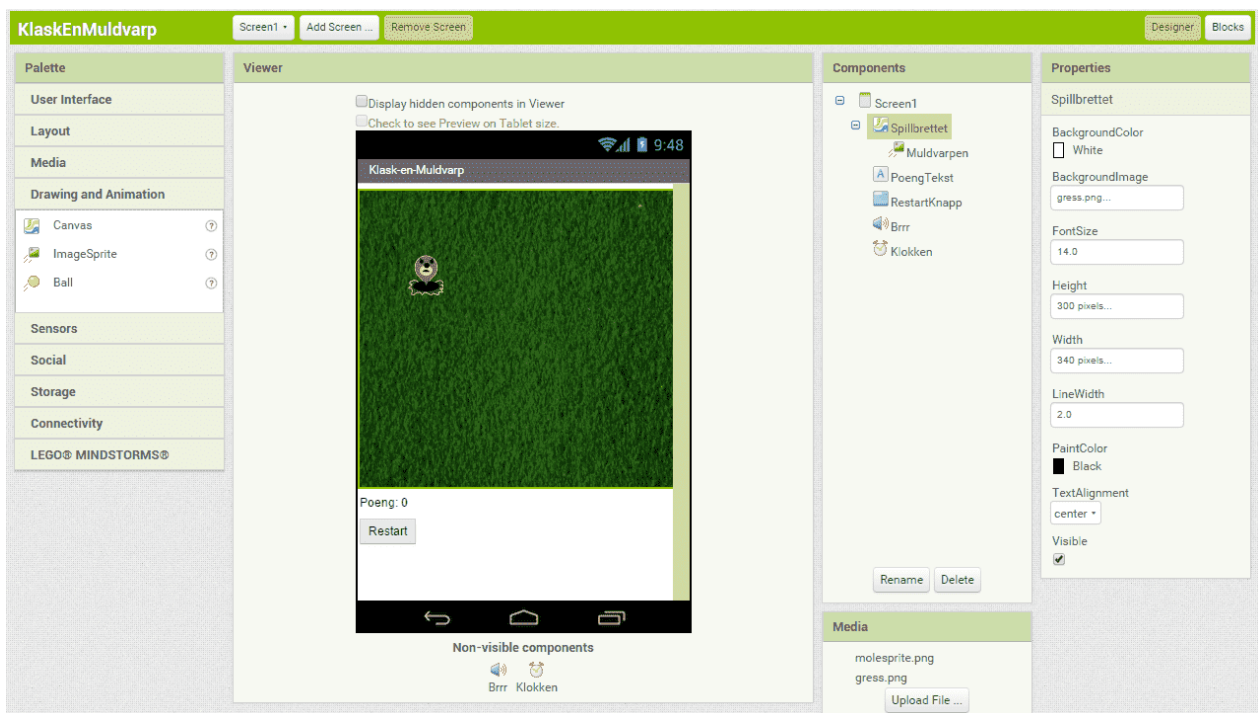 KlaskEnMuldvarp
Screen1
Add Screen ...
Remove Screen
Designer
Blocks
Palette
User Interface
Layout
Media
Drawing and Animation
Canvas
?
ImageSprite
?
Ball
?
Sensors
Social
Storage
Connectivity
LEGO® MINDSTORMS®
Viewer
Display hidden components in Viewer
Check to see Preview on Tablet size.
9:48
Klask-en-Muldvarp
Poeng: 0
Restart
Non-visible components
Brrr Klokken
Components
Screen1
Spillbrettet
Muldvarpen
A PoengTekst
RestartKnapp
Brrr
Klokken
Rename
Delete
Media
molesprite.png
gress.png
Upload File ...
Properties
Spillbrettet
BackgroundColor
White
BackgroundImage
gress.png...
FontSize
14.0
Height
300 pixels...
Width
340 pixels...
LineWidth
2.0
PaintColor
Black
TextAlignment
center
Visible